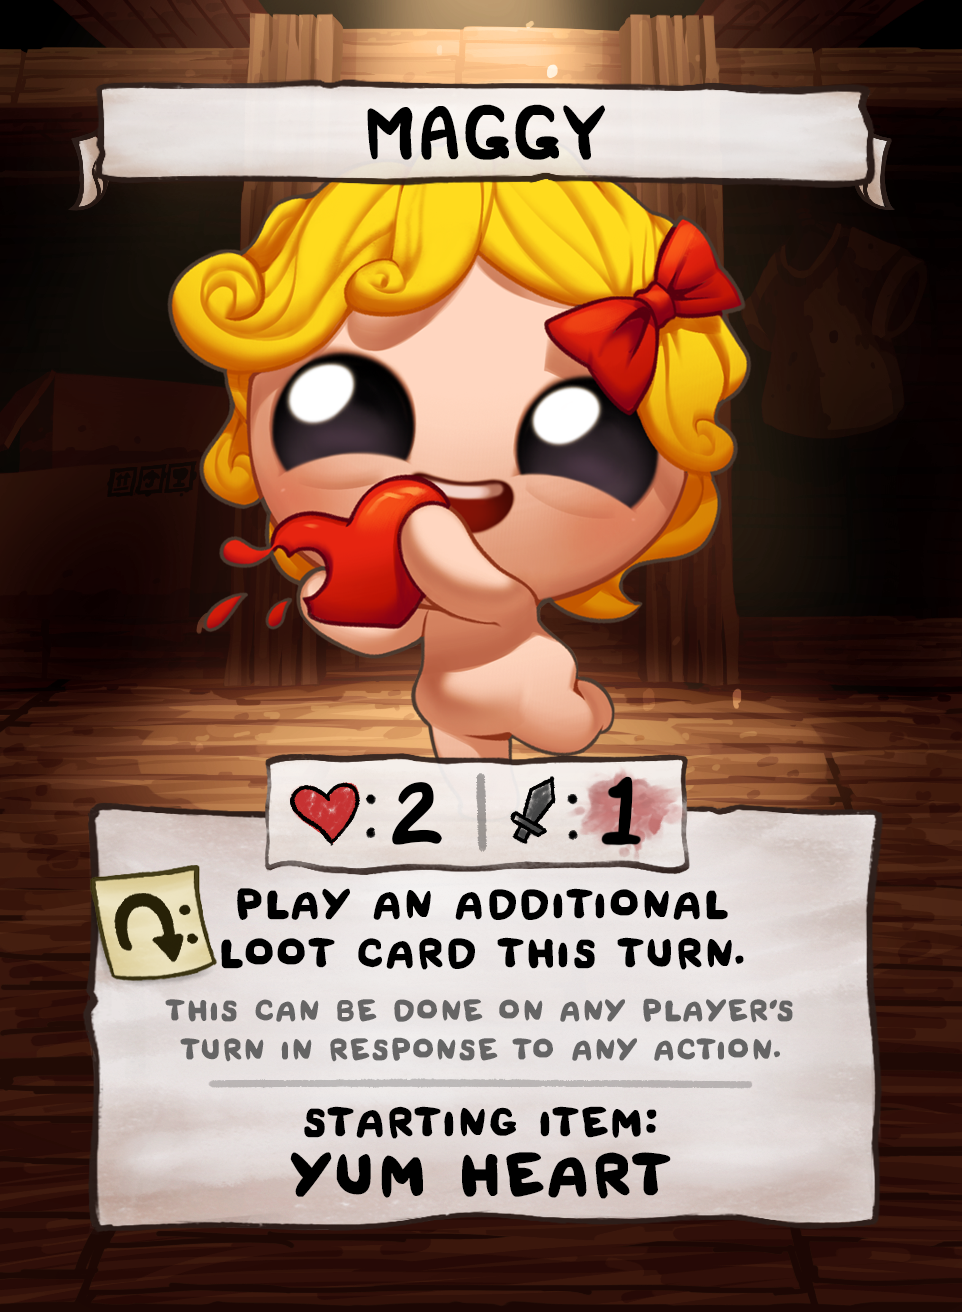 MAGGY
:2 | :1
PLAY AN ADDITIONAL
LOOT CARD THIS TURN.
THIS CAN BE DONE ON ANY PLAYER'S
TURN IN RESPONSE TO ANY ACTION.
STARTING ITEM:
YUM HEART